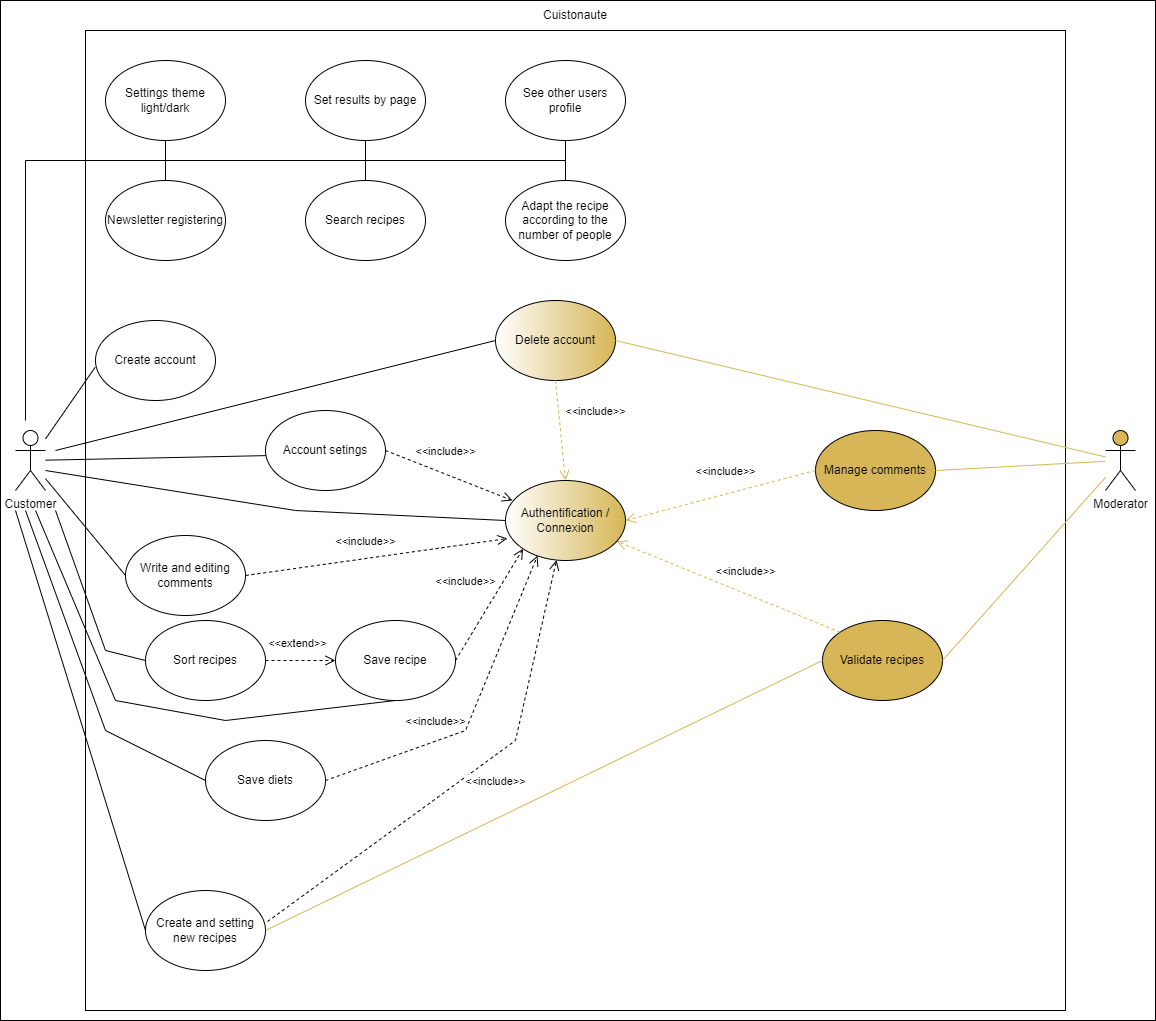 Cuistonaute
Settings theme
light/dark
Set results by page
See other users
profile
Newsletter registering
Search recipes
Adapt the recipe
according to the
number of people
Delete account
Create account
<<include>>
Account setings
<<include>>
Manage comments
<<include>>
Customer
Moderator
Authentification /
Connexion
<<include>>
Write and editing
comments
<<include>>
<<include>>
<<extend>>
Sort recipes
Save recipe
Validate recipes
<<include>>
Save diets
<<include>>
Create and setting
new recipes